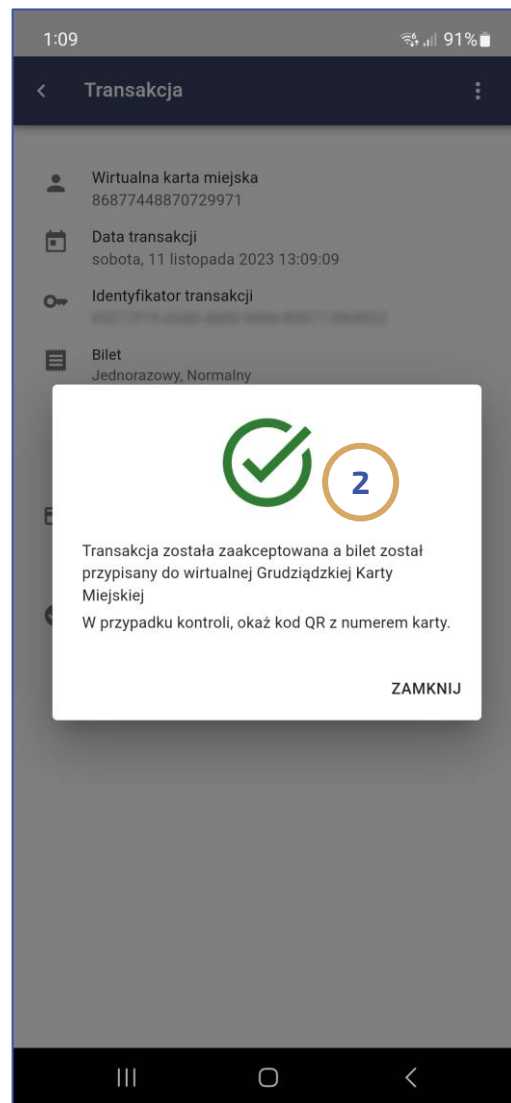 1:09
91%
Transakcja
Wirtualna karta miejska
86877448870729971
Data transakcji
sobota, 11 listopada 2023 13:09:09
Identyfikator transakcji
Bilet
Jednorazowy, Normalny
2
Transakcja została zaakceptowana a bilet został
przypisany do wirtualnej Grudziądzkiej Karty
Miejskiej
W przypadku kontroli, okaż kod QR z numerem karty.
ZAMKNIJ